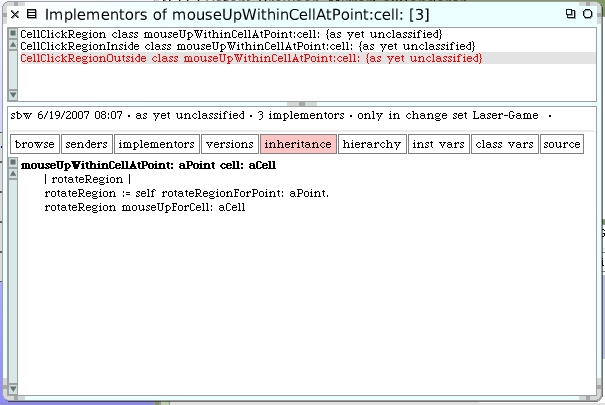 Implementors of mouseUpWithinCellAtPoint:cell: [3]
CellClickRegion class mouseUpWithinCellAtPoint:cell: {as yet unclassified}
CellClickRegionInside class mouseUpWithinCellAtPoint:cell: {as yet unclassified}
CellClickRegionOutside class mouseUpWithinCellAtPoint:cell: {as yet unclassified}
sbw 6/19/2007 08:07 · as yet unclassified · 3 implementors · only in change set Laser-Game ·
browse senders implementors versions inheritance hierarchy inst vars class vars source
mouseUpWithinCellAtPoint: aPoint cell: aCell
| rotateRegion |
rotateRegion := self rotateRegionForPoint: aPoint.
rotateRegion mouseUpForCell: aCell